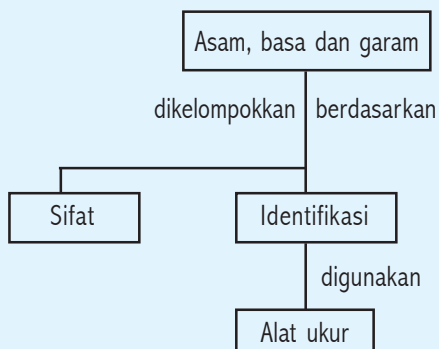 Asam, basa dan garam
dikelompokkan berdasarkan
Sifat
Identifikasi
digunakan
Alat ukur